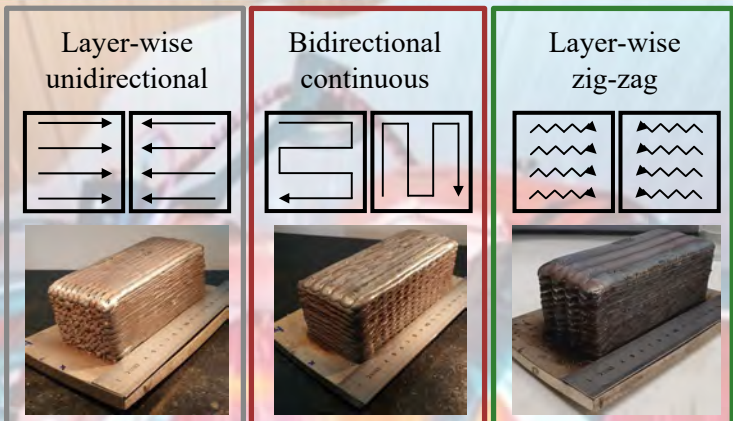 Layer-wise
unidirectional
Bidirectional
continuous
Layer-wise
zig-zag